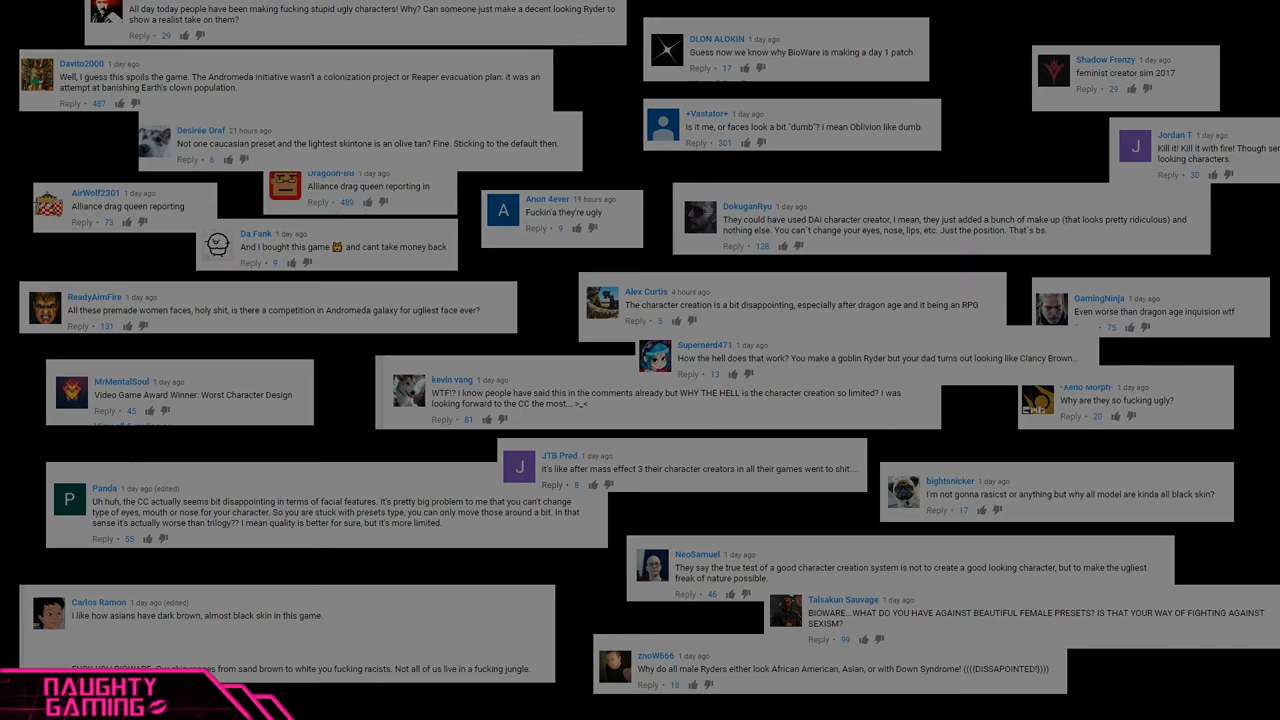 All day today people have been making fucking stupid ugly characters! Why? Can someone just make a decent looking Ryder to
show a realist take on them?
Reply 29
DLON ALOKIN 1 day ago
Guess now we know why BioWare is making a day 1 patch.
Reply 17
Shadow Frenzy 1 day ago
feminist creator sim 2017
Reply 29
Davito2000 1 day ago
Well, I guess this spoils the game. The Andromeda Initiative wasn't a colonization project or Reaper evacuation plan: it was an
attempt at banishing Earth's clown population.
Reply 487
+Vastator+ 1 day ago
is it me, or faces look a bit "dumb"? i mean Oblivion like dumb.
Reply 301
Desirée Graf 21 hours ago
Not one caucasian preset and the lightest skintone is an olive tan? Fine. Sticking to the default then.
Reply 6
Jordan T 1 day ago
Kill it! Kill it with fire! Though
looking characters.
Reply 30
Dragoon-BB 1 day ago
Alliance drag queen reporting in
Reply 489
AirWolf2301 1 day ago
Alliance drag queen reporting
Reply 73
Anon 4ever 19 hours ago
Fuckin'a they're ugly
Reply 9
DokuganRyu 1 day ago
They could have used DAI character creator, I mean, they just added a bunch of make up (that looks pretty ridiculous) and
nothing else. You can´t change your eyes, nose, lips, etc. Just the position. That´s bs.
Reply 128
Da Fank 1 day ago
And I bought this game and cant take money back
Reply 9
ReadyAimFire 1 day ago
All these premade women faces, holy shit, is there a competition in Andromeda galaxy for ugliest face ever?
Reply 131
Alex Curtis 4 hours ago
The character creation is a bit disappointing, especially after dragon age and it being an RPG
Reply 5
GamingNinja 1 day ago
Even worse than dragon age inquision wtf
75
Supernerd471 1 day ago
How the hell does that work? You make a goblin Ryder but your dad turns out looking like Clancy Brown...
Reply 13
MrMentalSoul 1 day ago
Video Game Award Winner: Worst Character Design
Reply 45
kevin vang 1 day ago
WTF!? I know people have said this in the comments already but WHY THE HELL is the character creation so limited? I was
looking forward to the CC the most... >_<
Reply 81
-Xeno Morph- 1 day ago
Why are they so fucking ugly?
Reply 20
JTB Pred 1 day ago
it's like after mass effect 3 their character creators in all their games went to shit....
Reply 8
Panda 1 day ago (edited)
Uh huh, the CC actually seems bit disappointing in terms of facial features. It's pretty big problem to me that you can't change
type of eyes, mouth or nose for your character. So you are stuck with presets type, you can only move those around a bit. In that
sense it's actually worse than trilogy?? I mean quality is better for sure, but it's more limited.
Reply 55
bightsnicker 1 day ago
I'm not gonna rasicst or anything but why all model are kinda all black skin?
Reply 17
NeoSamuel 1 day ago
They say the true test of a good character creation system is not to create a good looking character, but to make the ugliest
freak of nature possible.
Reply 46
Carlos Ramon 1 day ago (edited)
I like how asians have dark brown, almost black skin in this game.
from sand brown to white you fucking racists. Not all of us live in a fucking jungle.
Talsakun Sauvage 1 day ago
BIOWARE...WHAT DO YOU HAVE AGAINST BEAUTIFUL FEMALE PRESETS? IS THAT YOUR WAY OF FIGHTING AGAINST
SEXISM?
Reply 99
znoW666 1 day ago
Why do all male Ryders either look African American, Asian, or with Down Syndrome! ((((DISSAPOINTED!))))
Reply 18
NAUGHTY
GAMING